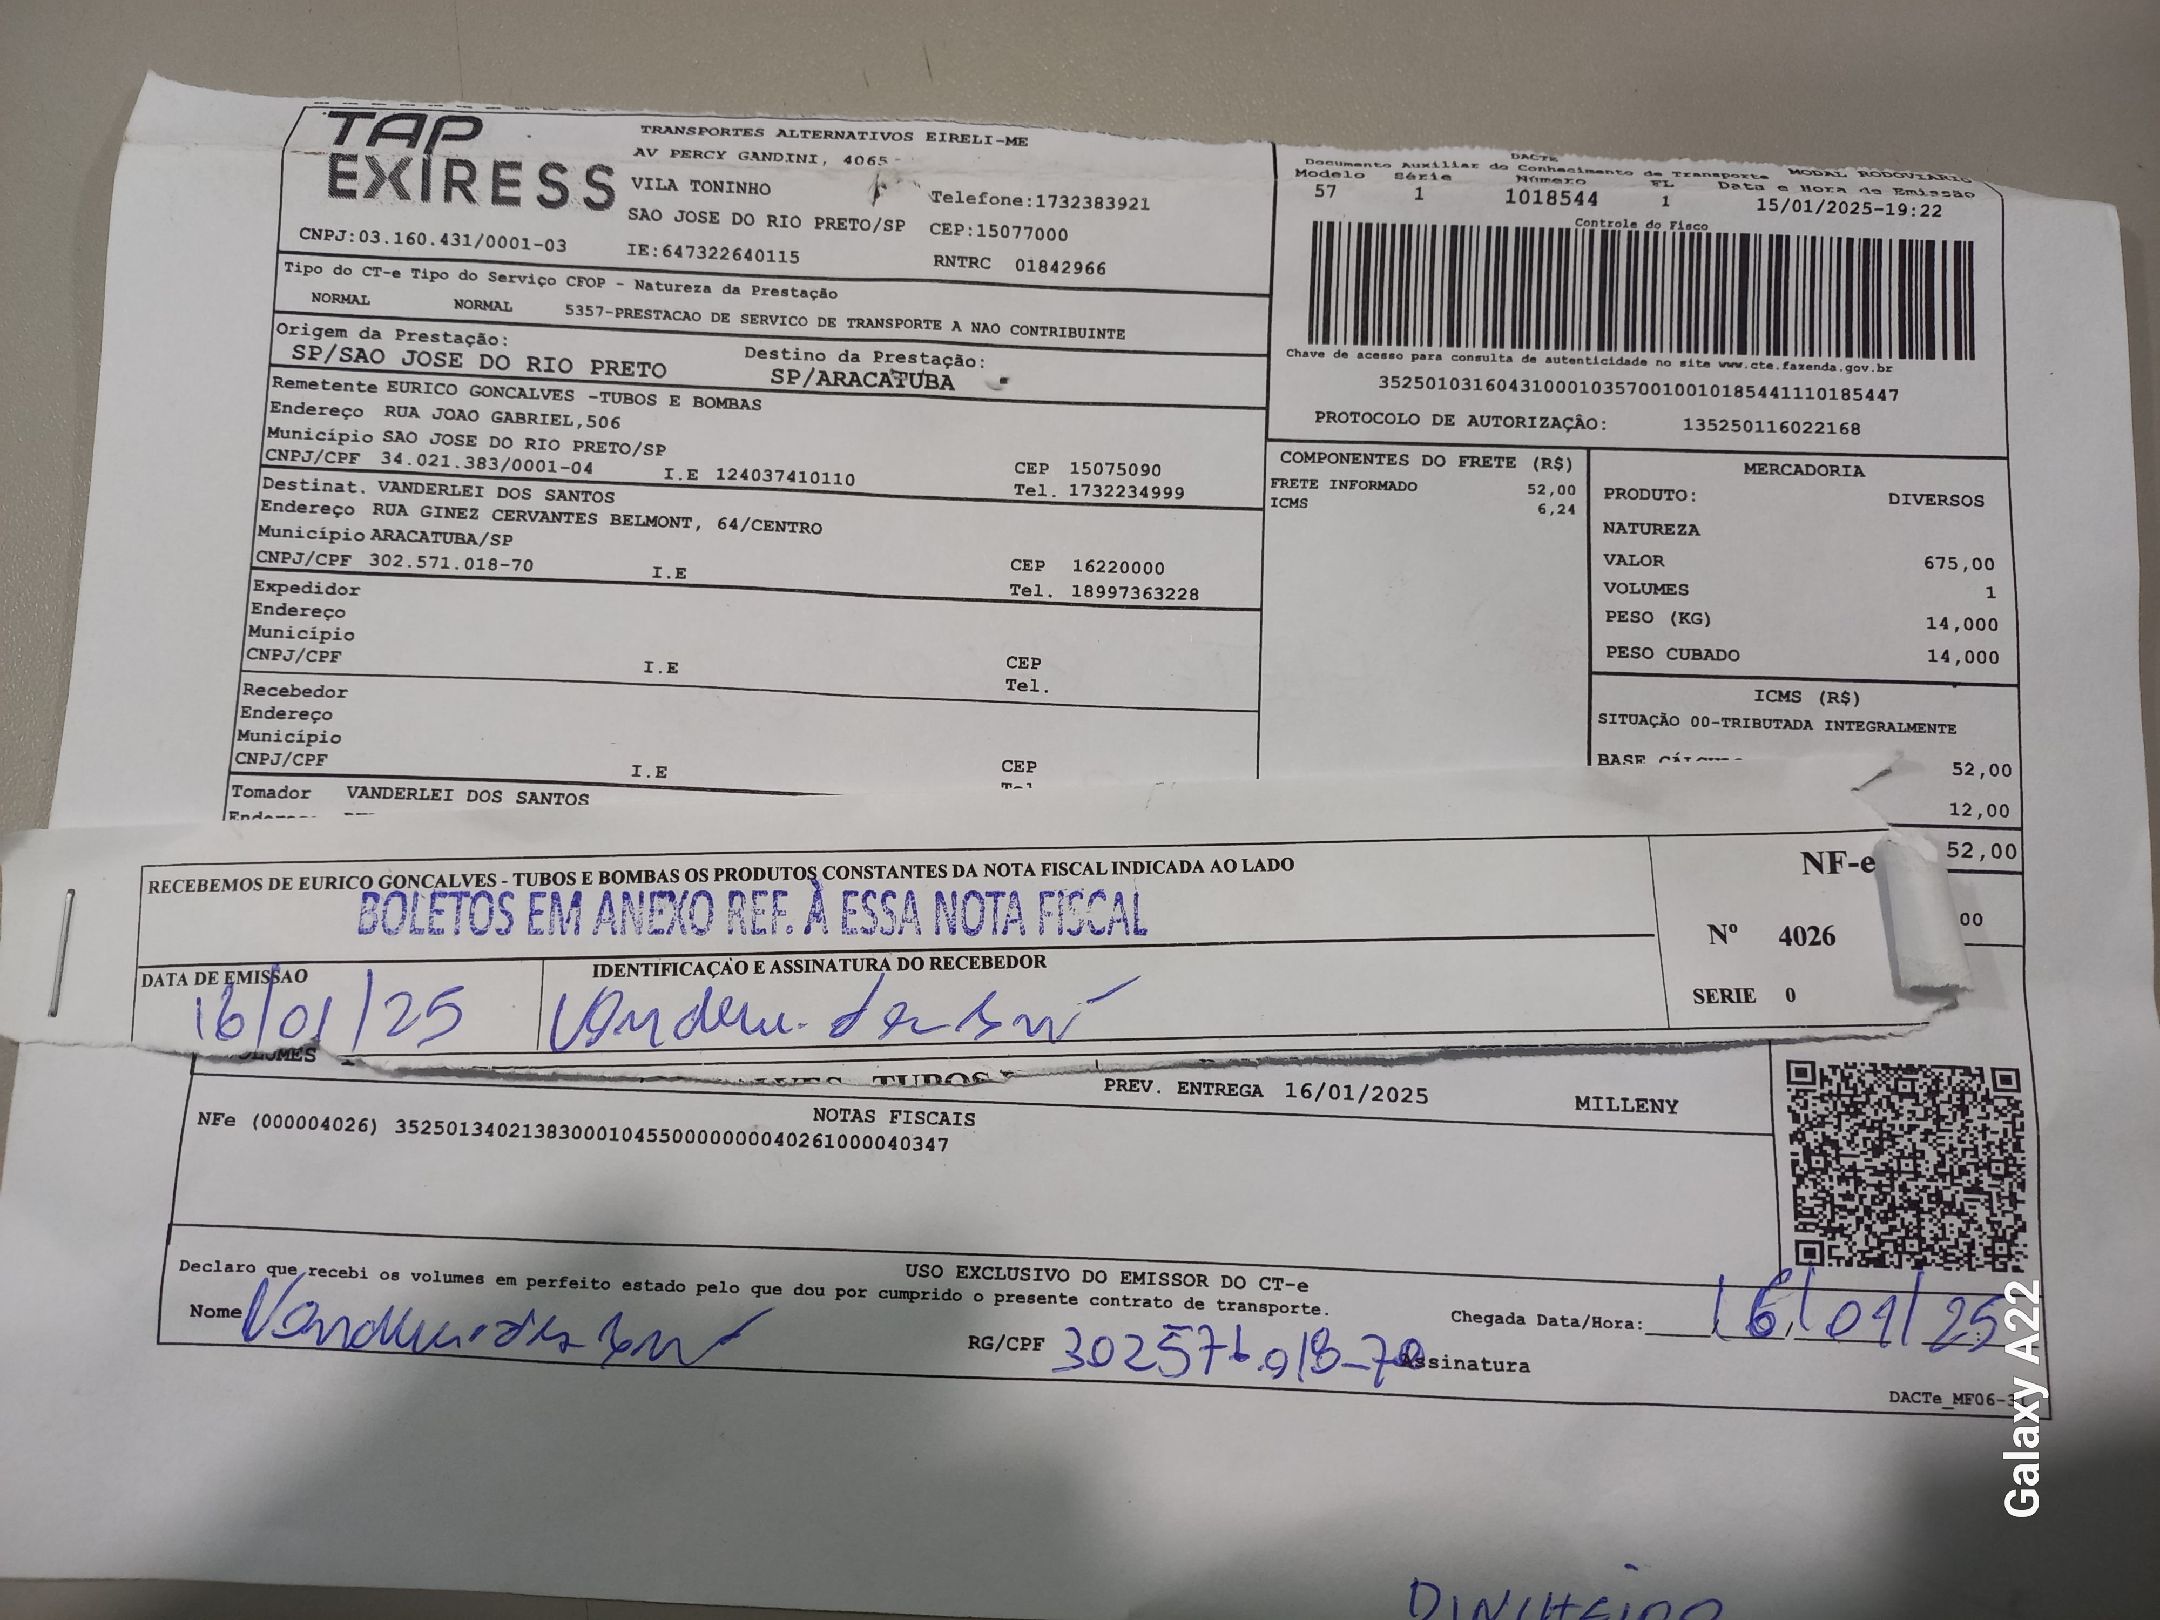 TAP
EXIRESS
TRANSPORTES ALTERNATIVOS EIRELI-ME
AV PERCY GANDINI, 4065
VILA TONINHO
Telefone:1732383921
SAO JOSE DO RIO PRETO/SP CEP:15077000
CNPJ:03.160.431/0001-03 IE:647322640115 RNTRC 01842966
DACTE
Documento Auxiliar do Conhecimento de Transporte MODAL RODOVIÁRIO
Modelo Série Número FL Data e Hora de Emissão
57 1 1018544 1 15/01/2025-19:22
Controle do Fisco
Chave de acesso para consulta de autenticidade no site www.cte.fazenda.gov.br
35250103160431000103570010010185441110185447
PROTOCOLO DE AUTORIZAÇÂO: 135250116022168
Tipo do CT-e Tipo do Serviço CFOP - Natureza da Prestação
NORMAL NORMAL 5357-PRESTACAO DE SERVICO DE TRANSPORTE A NAO CONTRIBUINTE
Origem da Prestação: Destino da Prestação:
SP/SAO JOSE DO RIO PRETO SP/ARACATUBA
Remetente EURICO GONCALVES -TUBOS E BOMBAS
Endereço RUA JOAO GABRIEL,506
Município SAO JOSE DO RIO PRETO/SP CEP 15075090
CNPJ/CPF 34.021.383/0001-04 I.E 124037410110 Tel. 1732234999
Destinat. VANDERLEI DOS SANTOS
Endereço RUA GINEZ CERVANTES BELMONT, 64/CENTRO
Município ARACATUBA/SP CEP 16220000
CNPJ/CPF 302.571.018-70 I.E Tel. 18997363228
Expedidor
Endereço
Município CEP
CNPJ/CPF I.E Tel.
Recebedor
Endereço
Município CEP
CNPJ/CPF I.E
Tomador VANDERLEI DOS SANTOS
COMPONENTES DO FRETE (R$)
FRETE INFORMADO 52,00
ICMS 6,24
MERCADORIA
PRODUTO: DIVERSOS
NATUREZA
VALOR 675,00
VOLUMES 1
PESO (KG) 14,000
PESO CUBADO 14,000
ICMS (R$)
SITUAÇÃO 00-TRIBUTADA INTEGRALMENTE
BASE 52,00
12,00
52,00
00
RECEBEMOS DE EURICO GONCALVES - TUBOS E BOMBAS OS PRODUTOS CONSTANTES DA NOTA FISCAL INDICADA AO LADO
BOLETOS EM ANEXO REF. À ESSA NOTA FISCAL
NF-e
Nº 4026
SERIE 0
DATA DE EMISSAO IDENTIFICAÇAO E ASSINATURA DO RECEBEDOR
16/01/25
PREV. ENTREGA 16/01/2025 MILLENY
NOTAS FISCAIS
NFe (000004026) 35250134021383000104550000000040261000040347
USO EXCLUSIVO DO EMISSOR DO CT-e
Declaro que recebi os volumes em perfeito estado pelo que dou por cumprido o presente contrato de transporte.
Nome RG/CPF 302571.018-70 Assinatura
Chegada Data/Hora: 16/01/25
DACTe_MF06-
Galaxy A22
DINHEIRO